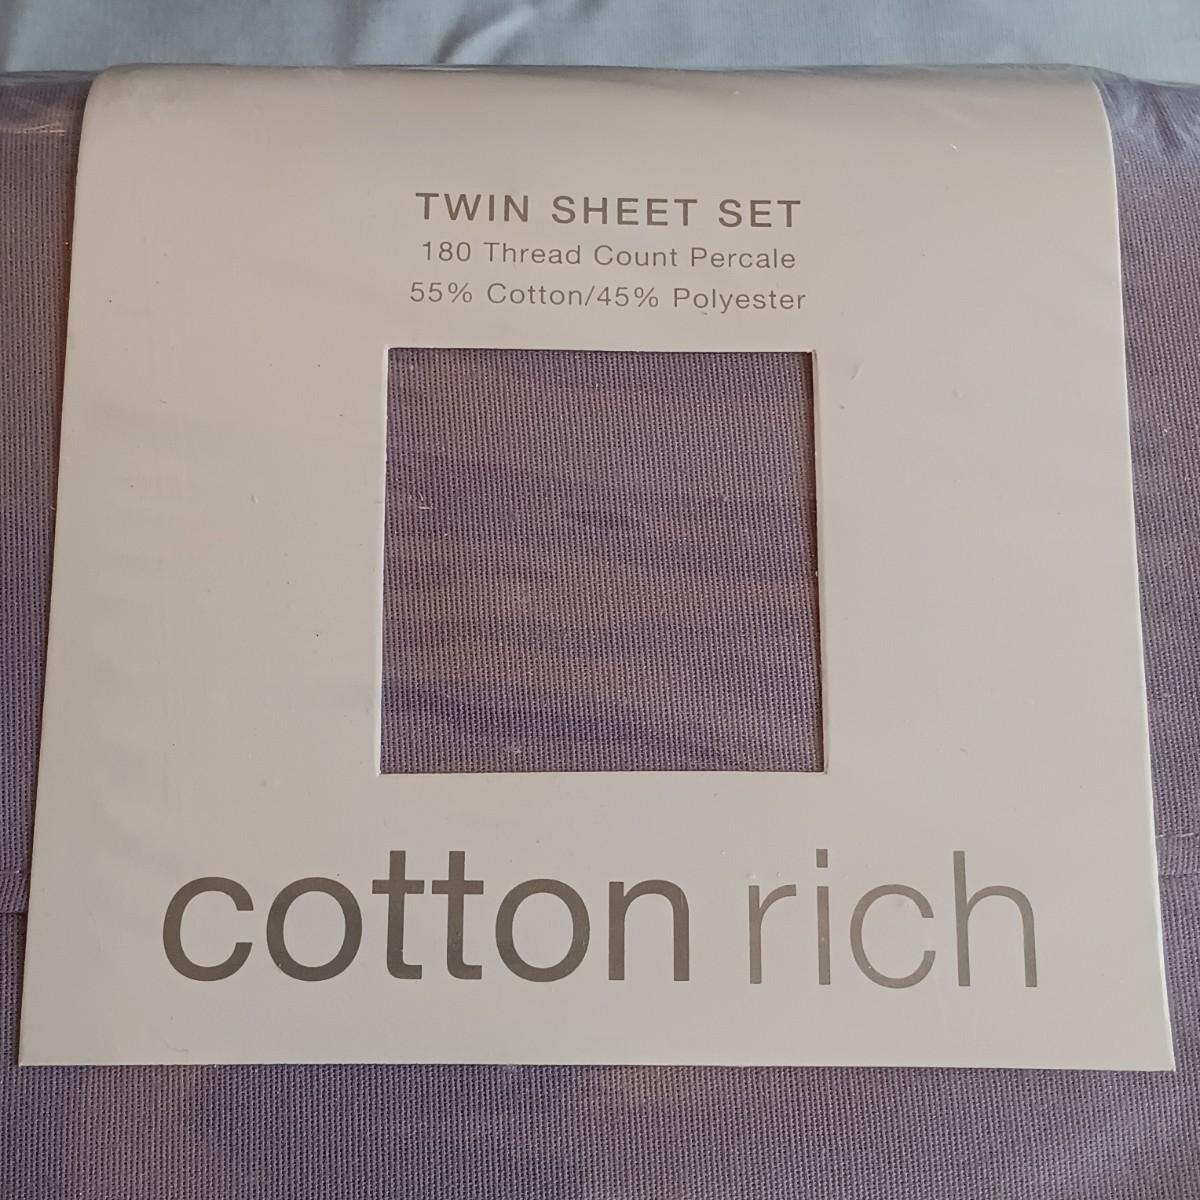 TWIN SHEET SET
180 Thread Count Percale
55% Cotton/45% Polyester
cotton rich